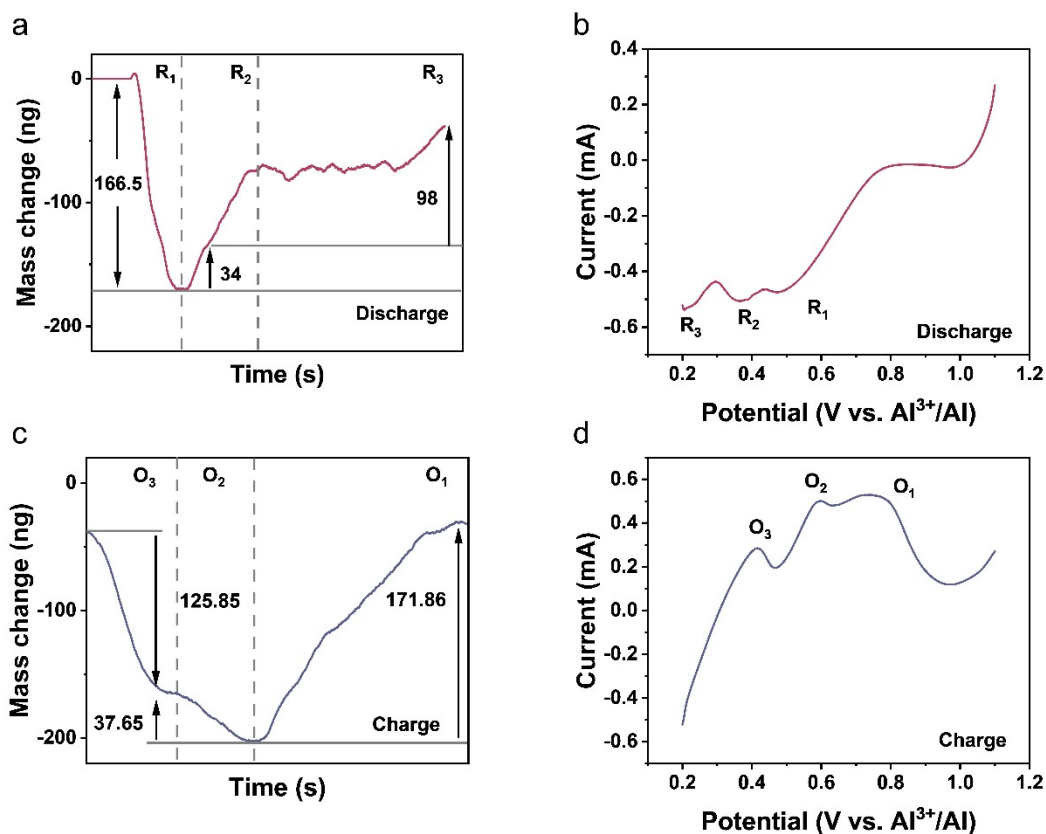 a
R₁ R₂ R₃
0
-100
-200
166.5
34
98
Discharge
Mass change (ng)
Time (s)
b
0.4
0.2
0.0
-0.2
-0.4
-0.6
R₃ R₂ R₁
Discharge
0.2 0.4 0.6 0.8 1.0 1.2
Current (mA)
Potential (V vs. Al³⁺/Al)
c
O₃ O₂ O₁
0
-100
-200
125.85
171.86
37.65
Charge
Mass change (ng)
Time (s)
d
0.6
0.4
0.2
0.0
-0.2
-0.4
-0.6
O₃ O₂ O₁
Charge
0.2 0.4 0.6 0.8 1.0 1.2
Current (mA)
Potential (V vs. Al³⁺/Al)